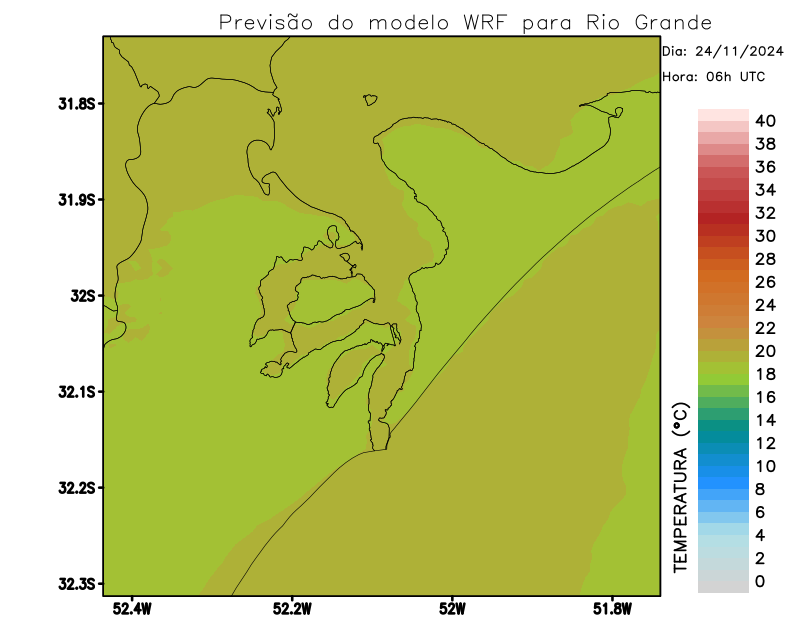 Previsão do modelo WRF para Rio Grande
Dia: 24/11/2024
Hora: 06h UTC
31.8S
31.9S
32S
32.1S
32.2S
32.3S
52.4W
52.2W
52W
51.8W
TEMPERATURA (°C)
40
38
36
34
32
30
28
26
24
22
20
18
16
14
12
10
8
6
4
2
0